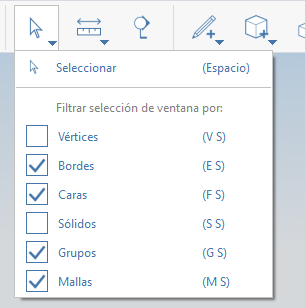 Seleccionar (Espacio)
Filtrar selección de ventana por:
Vértices (V S)
Bordes (E S)
Caras (F S)
Sólidos (S S)
Grupos (G S)
Mallas (M S)